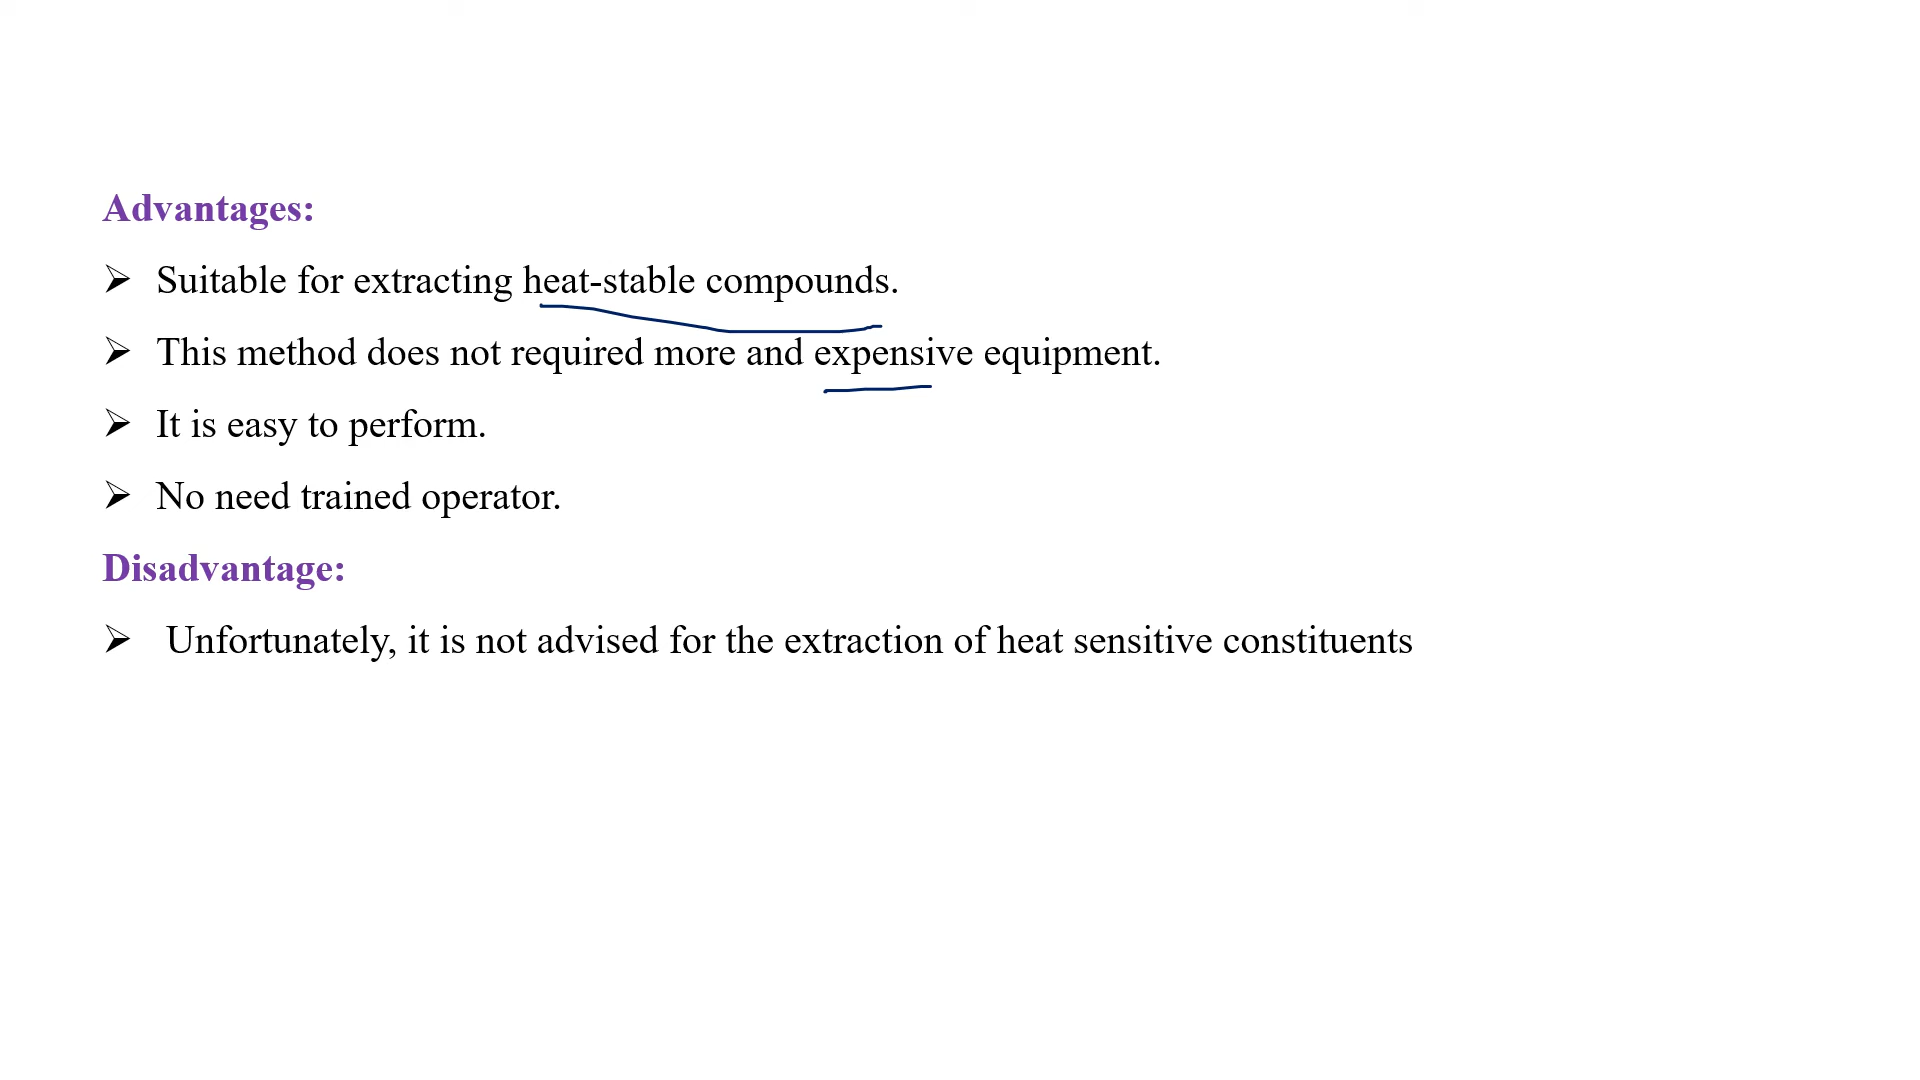 Advantages:
➢ Suitable for extracting heat-stable compounds.
➢ This method does not required more and expensive equipment.
➢ It is easy to perform.
➢ No need trained operator.
Disadvantage:
➢ Unfortunately, it is not advised for the extraction of heat sensitive constituents